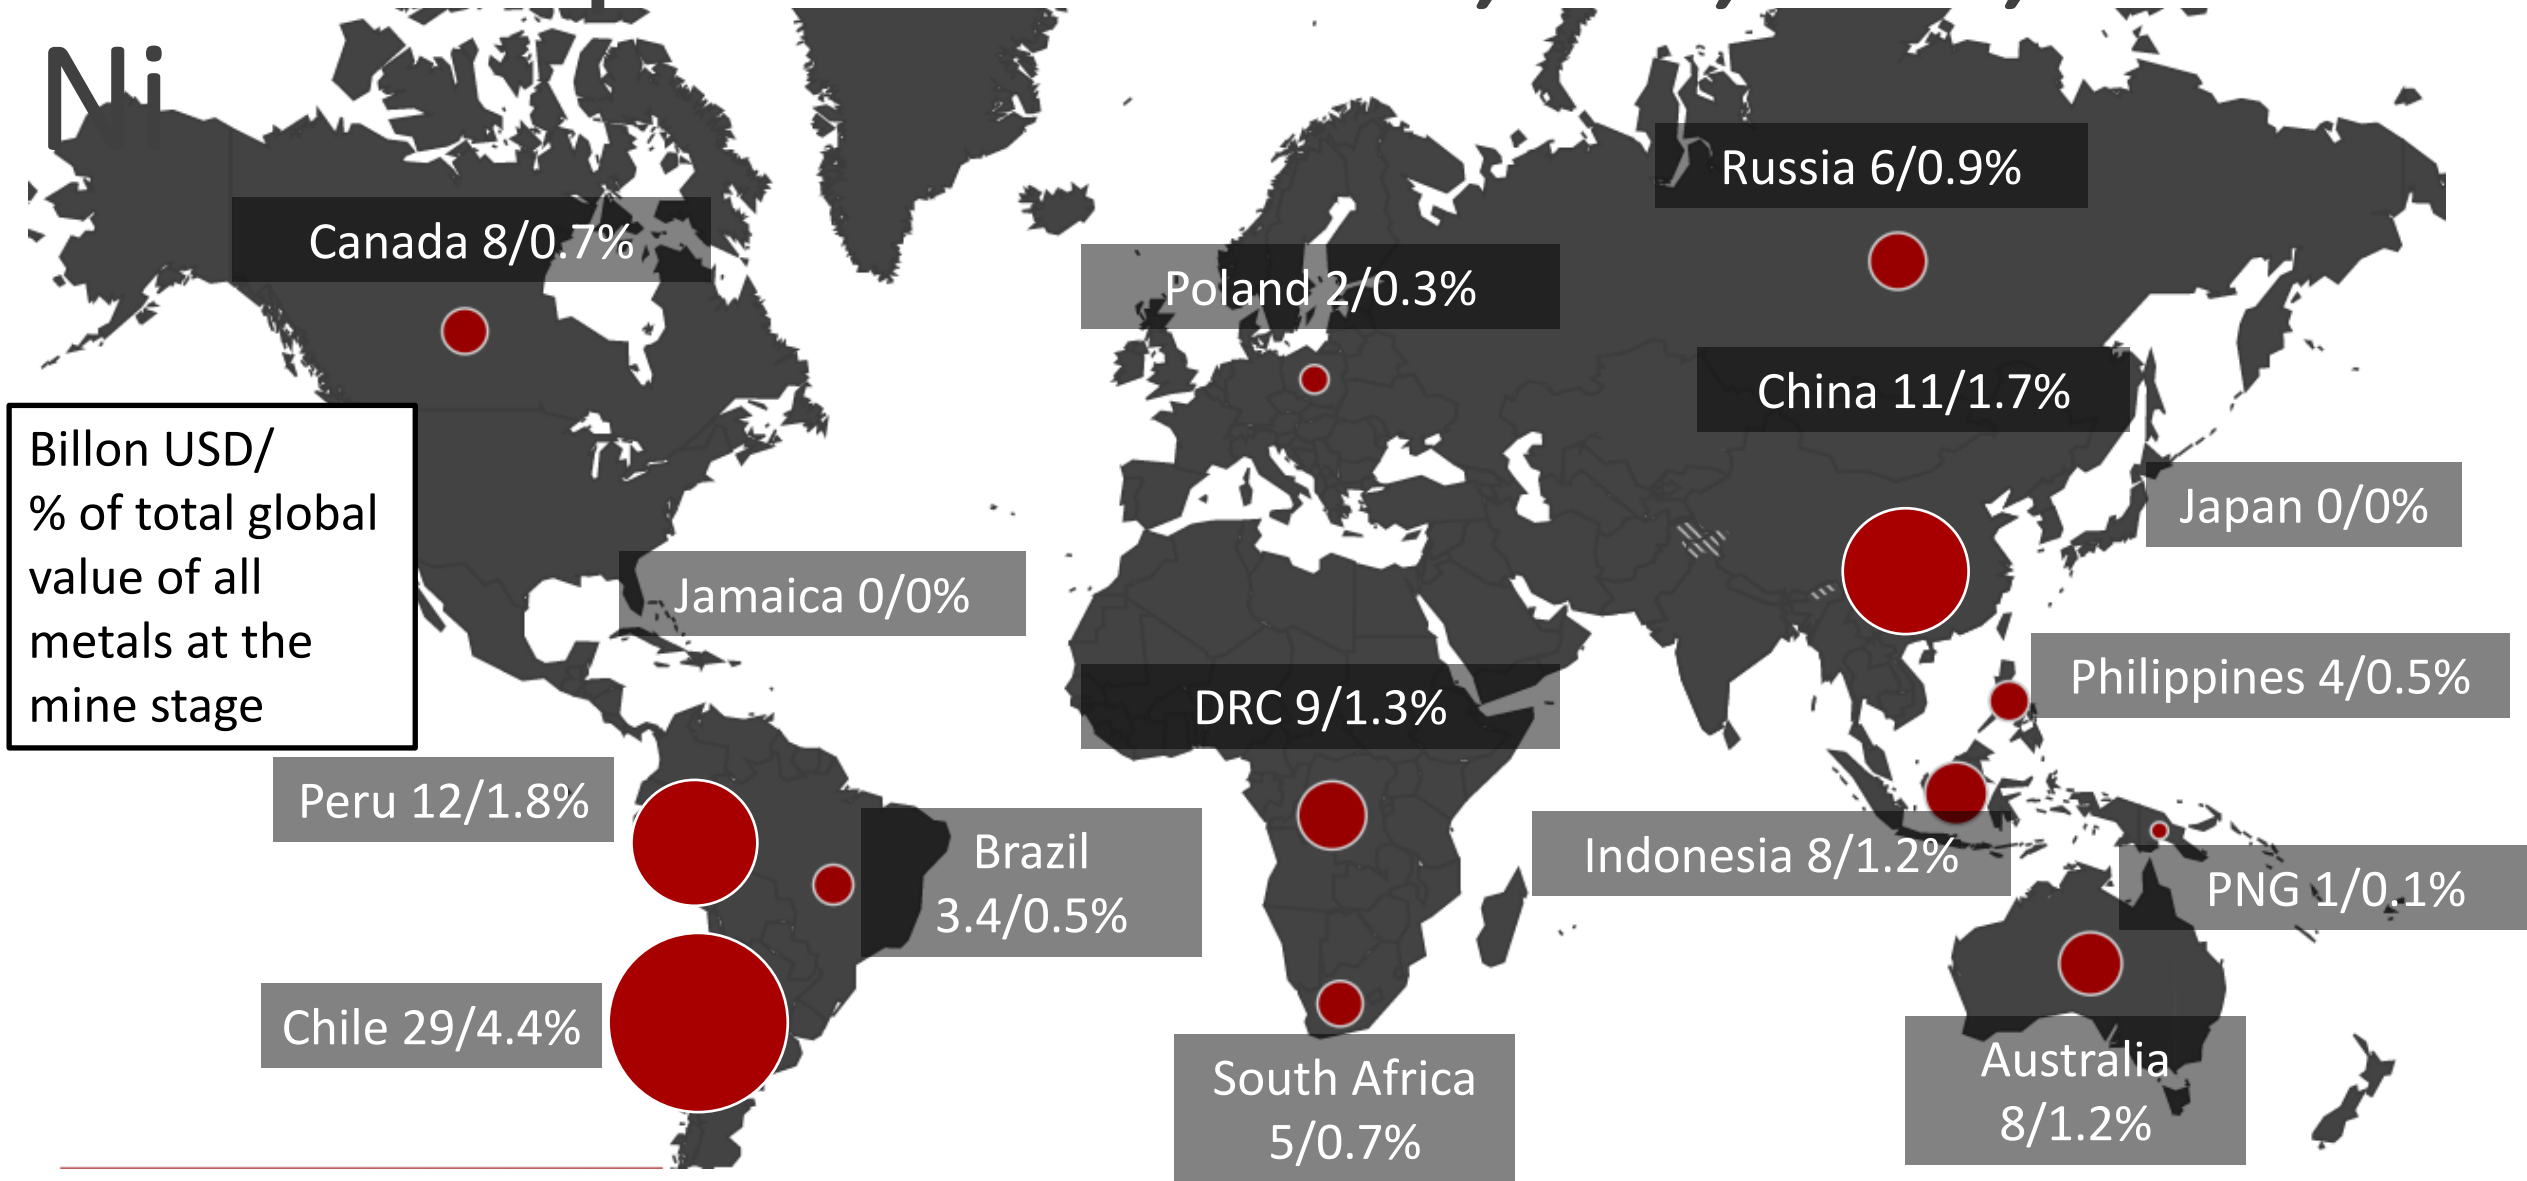 Ni
Canada 8/0.7%
Russia 6/0.9%
Poland 2/0.3%
China 11/1.7%
Billon USD/
% of total global
value of all
metals at the
mine stage
Japan 0/0%
Jamaica 0/0%
Philippines 4/0.5%
DRC 9/1.3%
Peru 12/1.8%
Brazil
3.4/0.5%
Indonesia 8/1.2%
PNG 1/0.1%
Chile 29/4.4%
South Africa
5/0.7%
Australia
8/1.2%